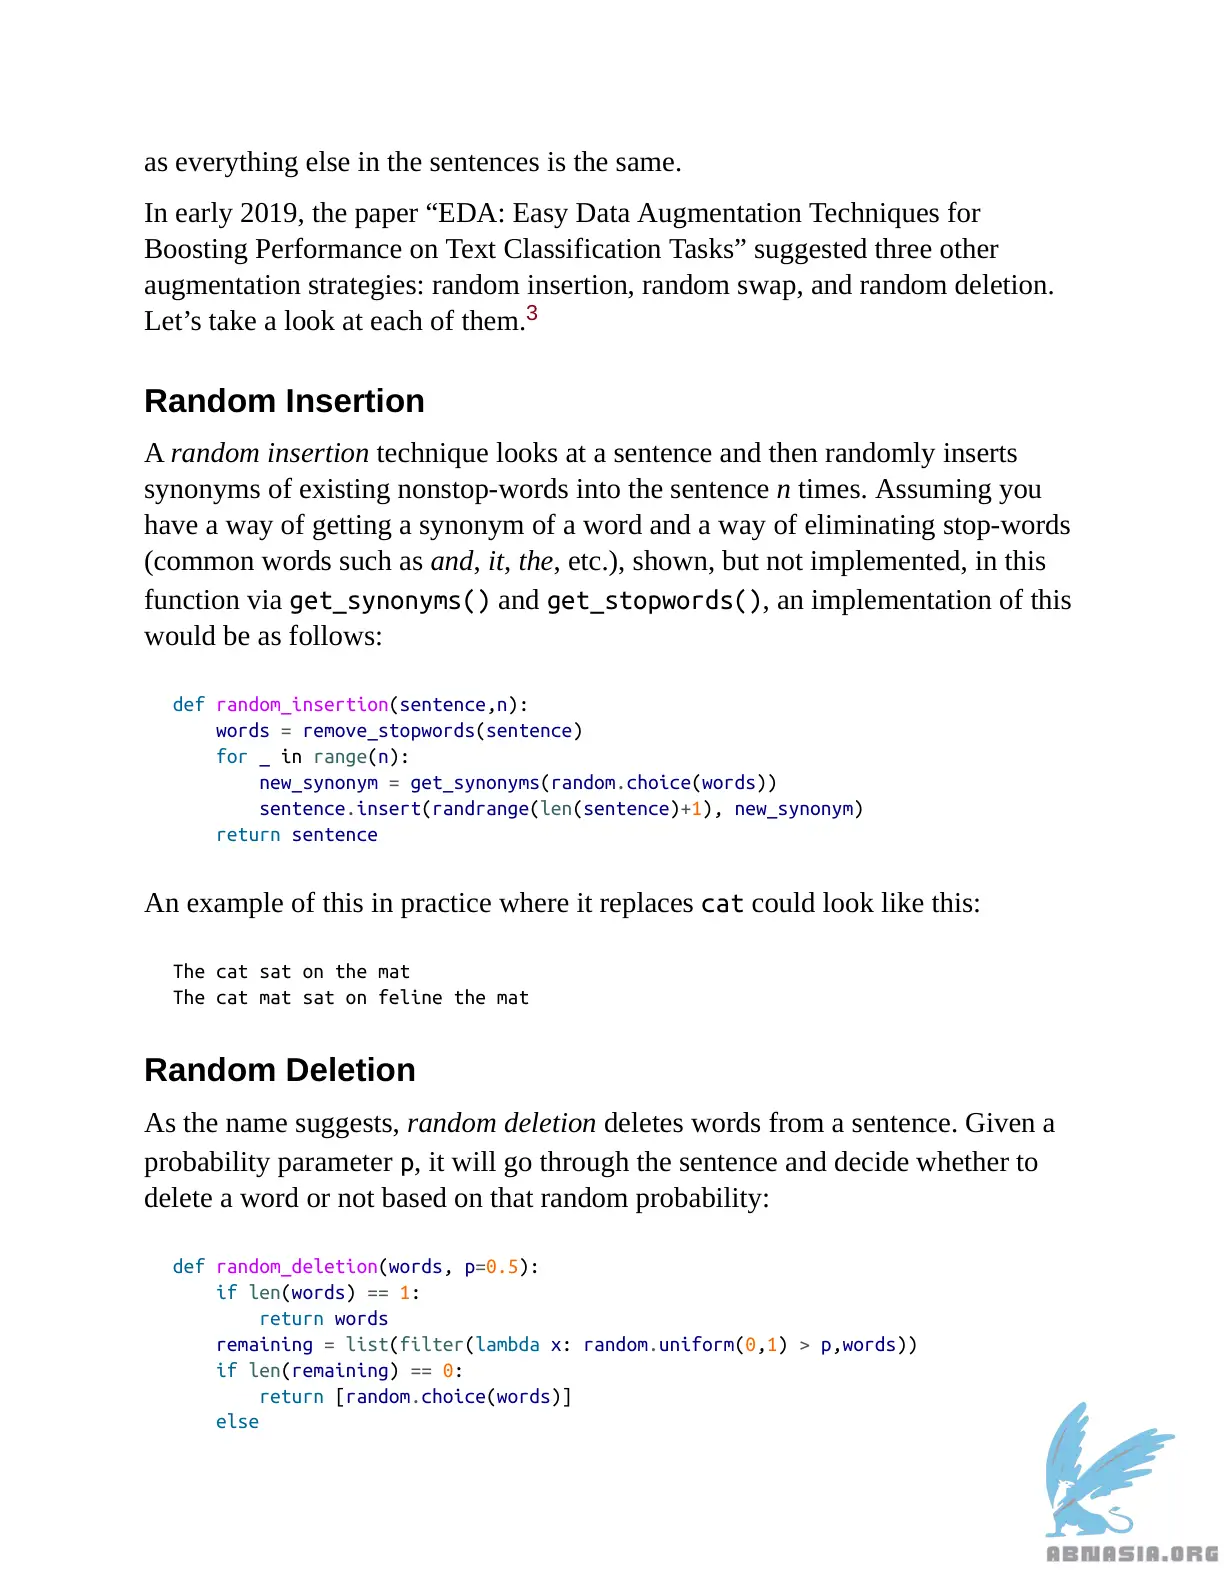 as everything else in the sentences is the same.
In early 2019, the paper “EDA: Easy Data Augmentation Techniques for
Boosting Performance on Text Classification Tasks” suggested three other
augmentation strategies: random insertion, random swap, and random deletion.
Let’s take a look at each of them.3
Random Insertion
A random insertion technique looks at a sentence and then randomly inserts
synonyms of existing nonstop-words into the sentence n times. Assuming you
have a way of getting a synonym of a word and a way of eliminating stop-words
(common words such as and, it, the, etc.), shown, but not implemented, in this
function via get_synonyms() and get_stopwords(), an implementation of this
would be as follows:
def random_insertion(sentence,n):
    words = remove_stopwords(sentence)
    for _ in range(n):
        new_synonym = get_synonyms(random.choice(words))
        sentence.insert(randrange(len(sentence)+1), new_synonym)
    return sentence
An example of this in practice where it replaces cat could look like this:
The cat sat on the mat
The cat mat sat on feline the mat
Random Deletion
As the name suggests, random deletion deletes words from a sentence. Given a
probability parameter p, it will go through the sentence and decide whether to
delete a word or not based on that random probability:
def random_deletion(words, p=0.5):
    if len(words) == 1:
        return words
    remaining = list(filter(lambda x: random.uniform(0,1) > p,words))
    if len(remaining) == 0:
        return [random.choice(words)]
    else
ABNASIA.ORG